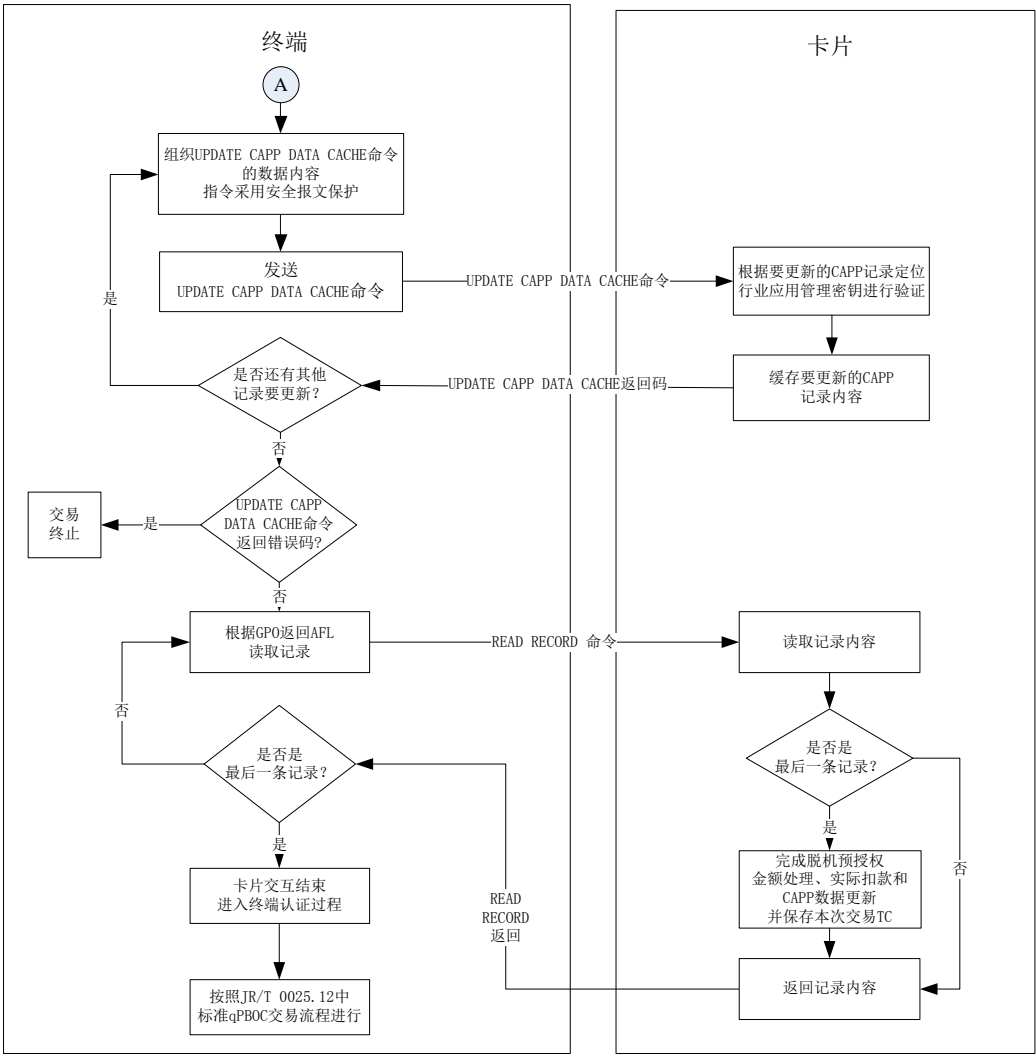 终端
卡片
A
组织UPDATE CAPP DATA CACHE命令
的数据内容
指令采用安全报文保护
发送
UPDATE CAPP DATA CACHE命令
UPDATE CAPP DATA CACHE命令
根据要更新的CAPP记录定位
行业应用管理密钥进行验证
是
是否还有其他
记录要更新？
UPDATE CAPP DATA CACHE返回码
缓存要更新的CAPP
记录内容
否
UPDATE CAPP
DATA CACHE命令
返回错误码？
是
交易
终止
否
根据GPO返回AFL
读取记录
READ RECORD 命令
读取记录内容
否
是否是
最后一条记录？
是否是
最后一条记录？
是
是
否
卡片交互结束
进入终端认证过程
READ
RECORD
返回
完成脱机预授权
金额处理、实际扣款和
CAPP数据更新
并保存本次交易TC
按照JR/T 0025.12中
标准qPBOC交易流程进行
返回记录内容